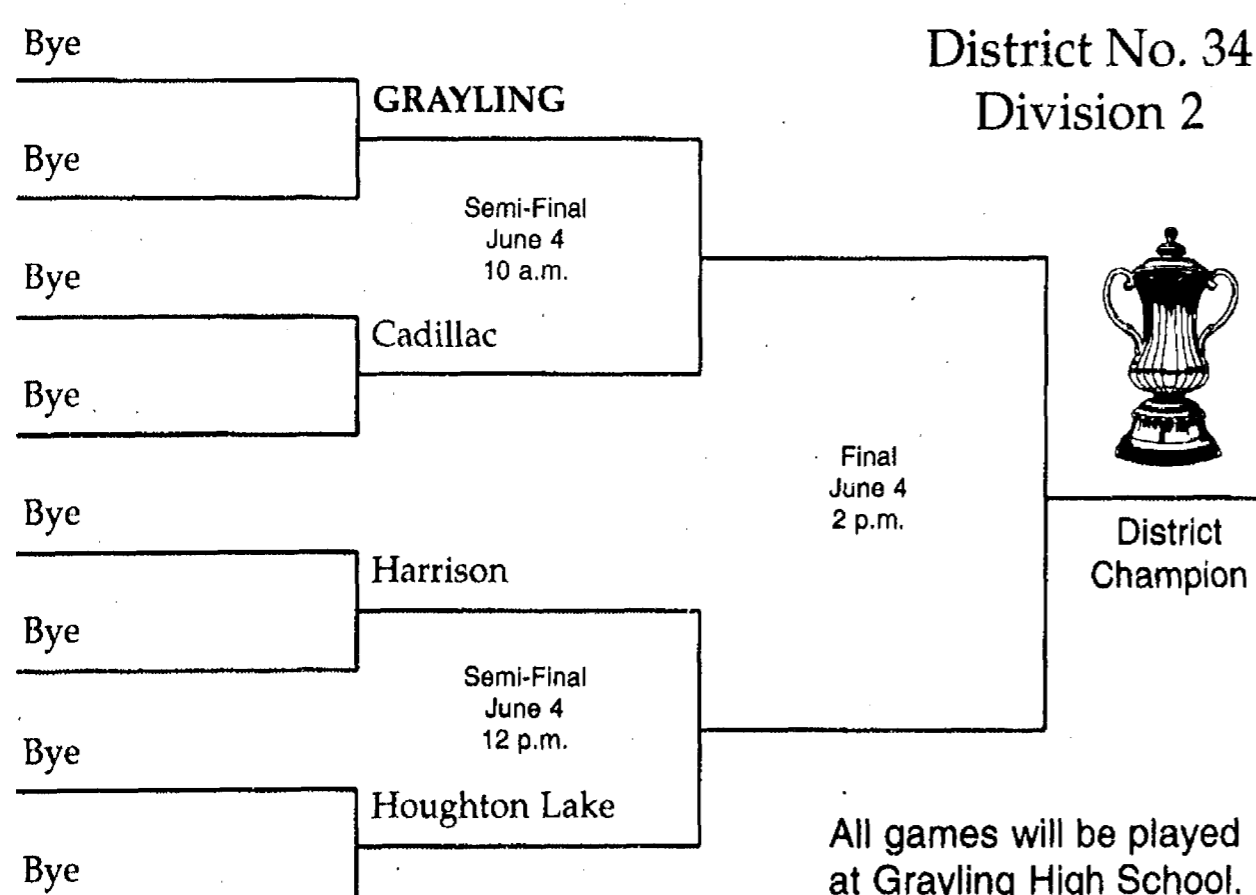 District No. 34
Division 2
Bye
GRAYLING
Bye
Semi-Final
June 4
10 a.m.
Bye
Cadillac
Bye
Final
June 4
2 p.m.
Bye
Harrison
Bye
Semi-Final
June 4
12 p.m.
Bye
Houghton Lake
Bye
District
Champion
All games will be played
at Grayling High School.